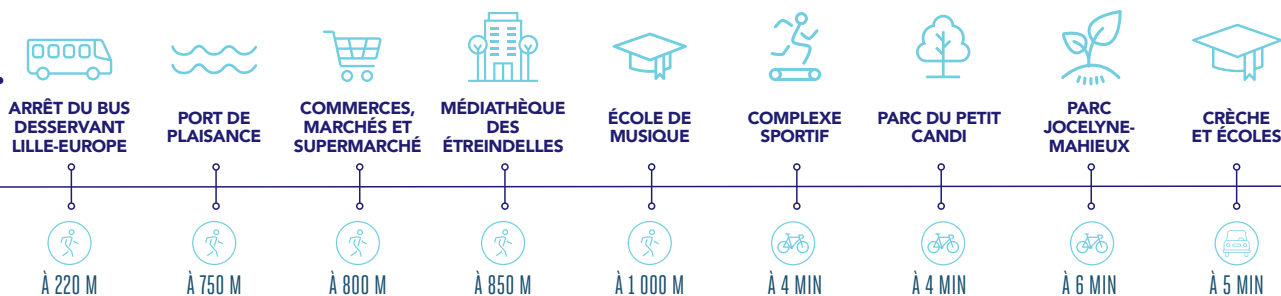 ARRÊT DU BUS
DESSERVANT
LILLE-EUROPE
PORT DE
PLAISANCE
COMMERCES,
MARCHÉS ET
SUPERMARCHÉ
MÉDIATHÈQUE
DES
ÉTREINDELLES
ÉCOLE DE
MUSIQUE
COMPLEXE
SPORTIF
PARC DU PETIT
CANDI
PARC
JOCELYNE-
MAHIEUX
CRÈCHE
ET ÉCOLES
À 220 M
À 750 M
À 800 M
À 850 M
À 1 000 M
À 4 MIN
À 4 MIN
À 6 MIN
À 5 MIN